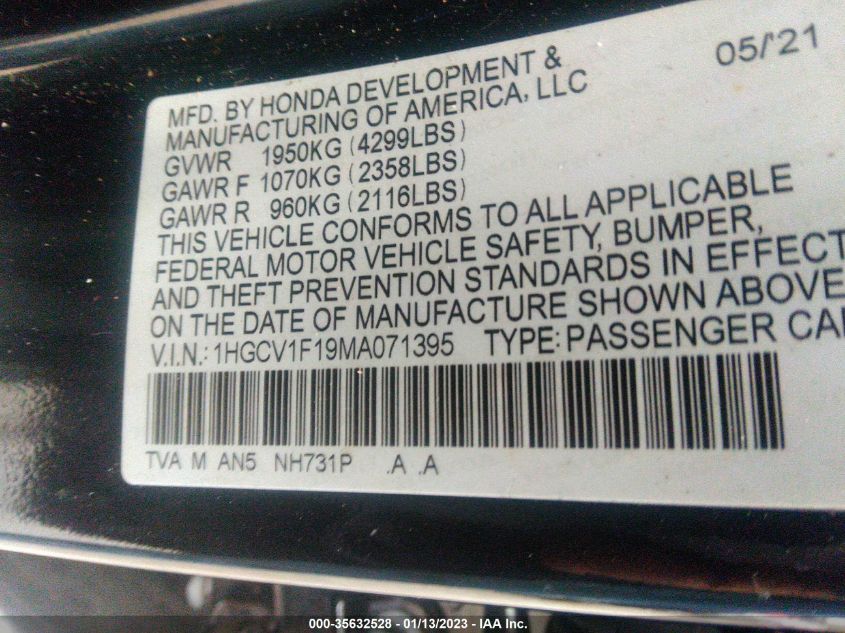 05/'21
MFD. BY HONDA DEVELOPMENT &
MANUFACTURING OF AMERICA, LLC
GVWR 1950KG (4299LBS)
GAWR F 1070KG (2358LBS)
GAWR R 960KG (2116LBS)
THIS VEHICLE CONFORMS TO ALL APPLICABLE
FEDERAL MOTOR VEHICLE SAFETY, BUMPER,
AND THEFT PREVENTION STANDARDS IN EFFECT
ON THE DATE OF MANUFACTURE SHOWN ABOVE
V.I.N.: 1HGCV1F19MA071395 TYPE: PASSENGER CA
TVA M AN5 NH731P .A .A
000-35632528 - 01/13/2023 - IAA Inc.